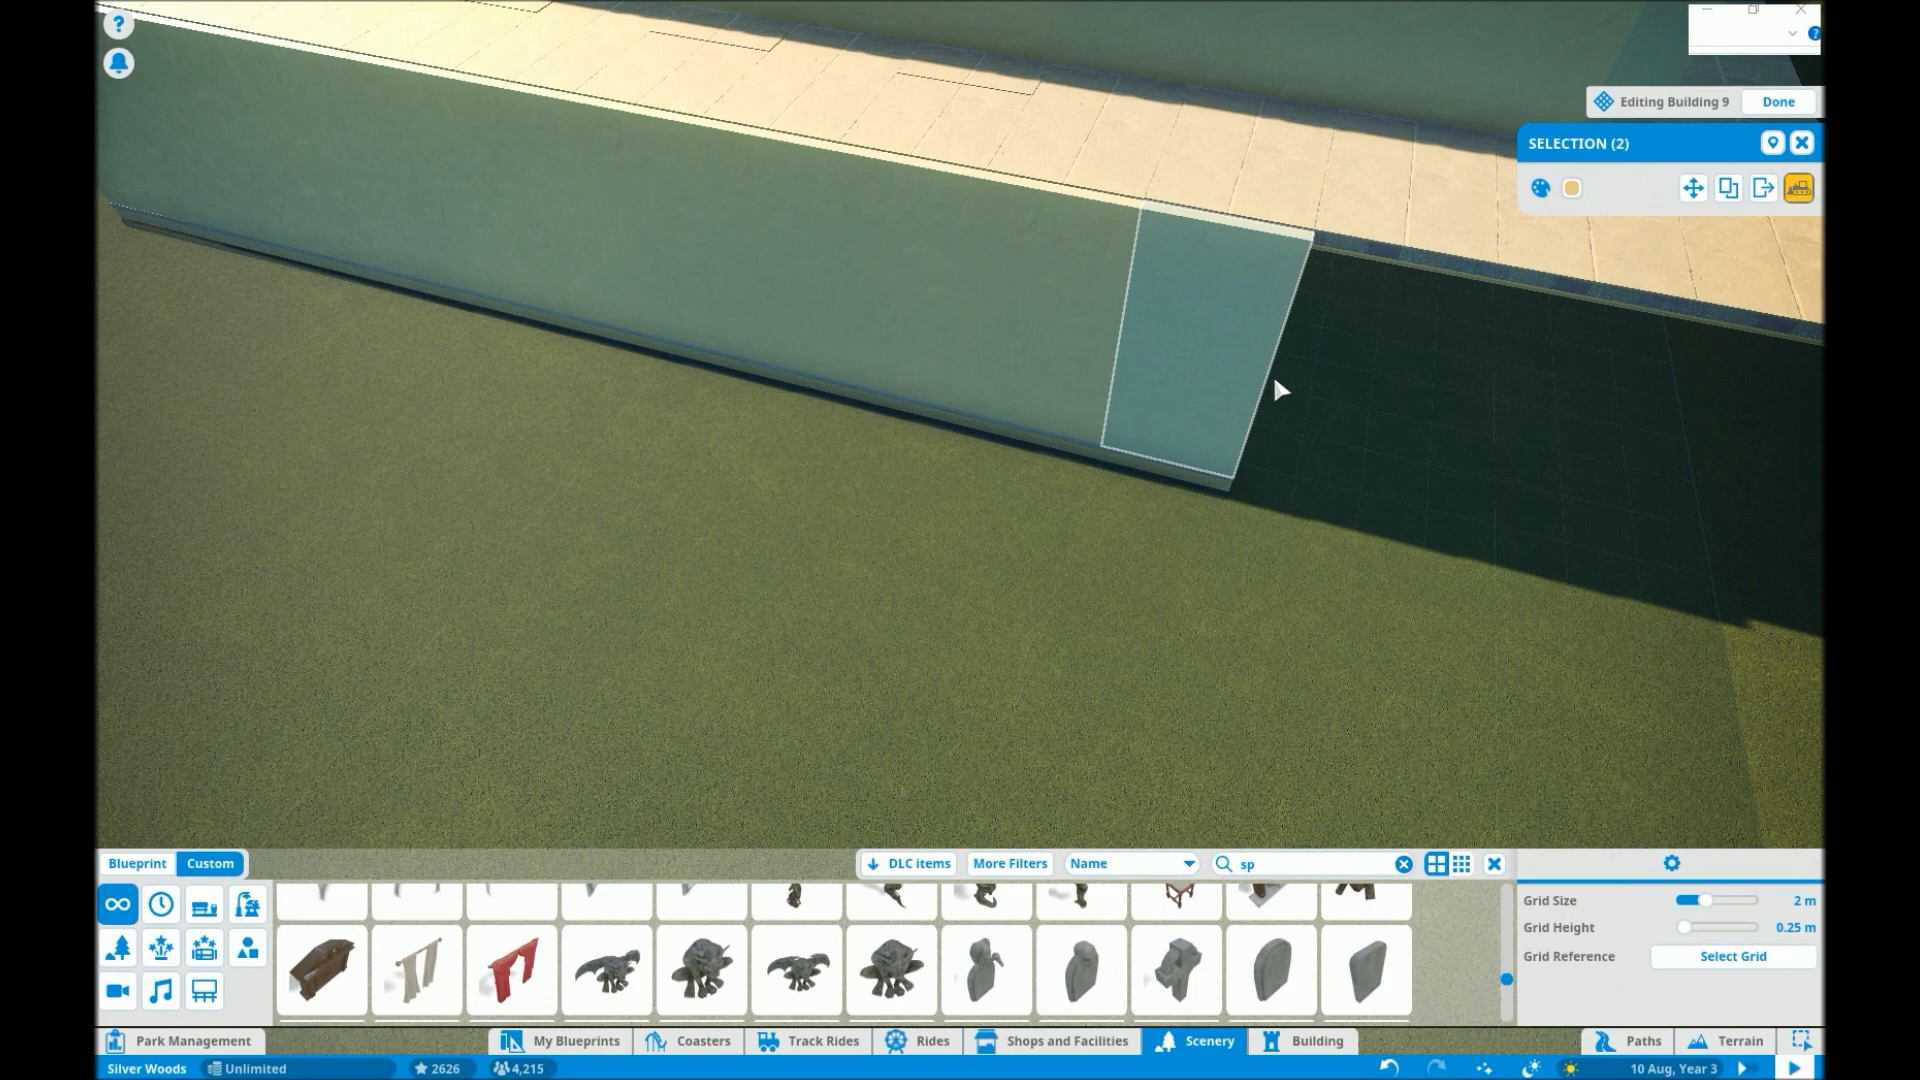 ?
?
Editing Building 9 Done
SELECTION (2)
Blueprint Custom
DLC items More Filters Name sp
Grid Size 2 m
Grid Height 0.25 m
Grid Reference Select Grid
Park Management My Blueprints Coasters Track Rides Rides Shops and Facilities Scenery Building Paths Terrain
Silver Woods Unlimited 2626 4,215 10 Aug, Year 3